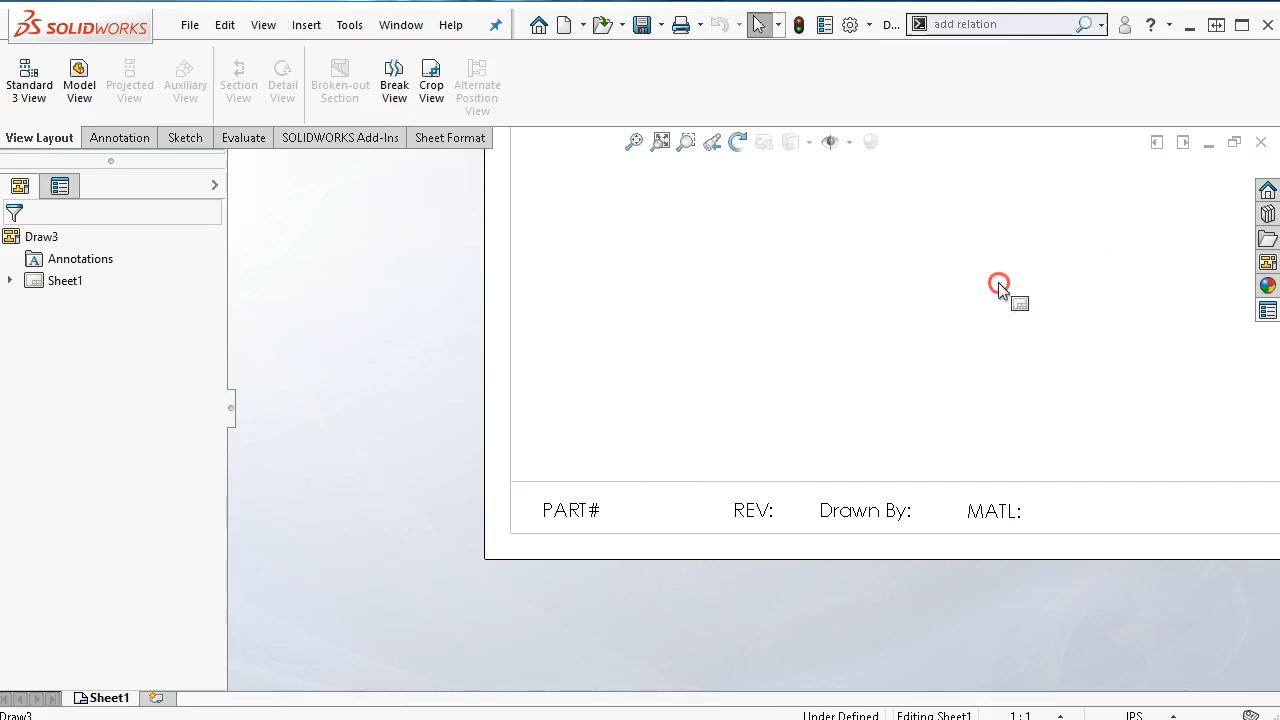 SOLIDWORKS File Edit View Insert Tools Window Help D... add relation ?
Standard 3 View
Model View
Projected View
Auxiliary View
Section View
Detail View
Broken-out Section
Break View
Crop View
Alternate Position View
View Layout Annotation Sketch Evaluate SOLIDWORKS Add-Ins Sheet Format
Draw3
A Annotations
Sheet1
PART# REV: Drawn By: MATL:
Sheet1
Draw3 Under Defined Editing Sheet1 1 : 1 IPS